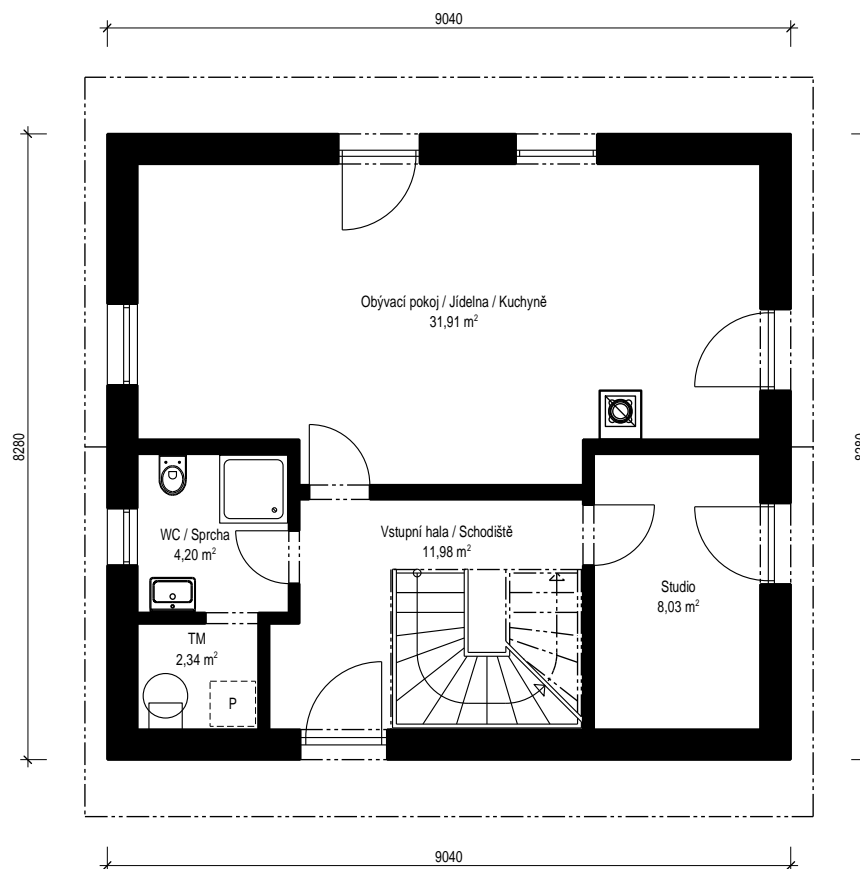 9040
8280
8280
Obývací pokoj / Jídelna / Kuchyně
31,91 m²
WC / Sprcha
4,20 m²
Vstupní hala / Schodiště
11,98 m²
Studio
8,03 m²
TM
2,34 m²
P
9040